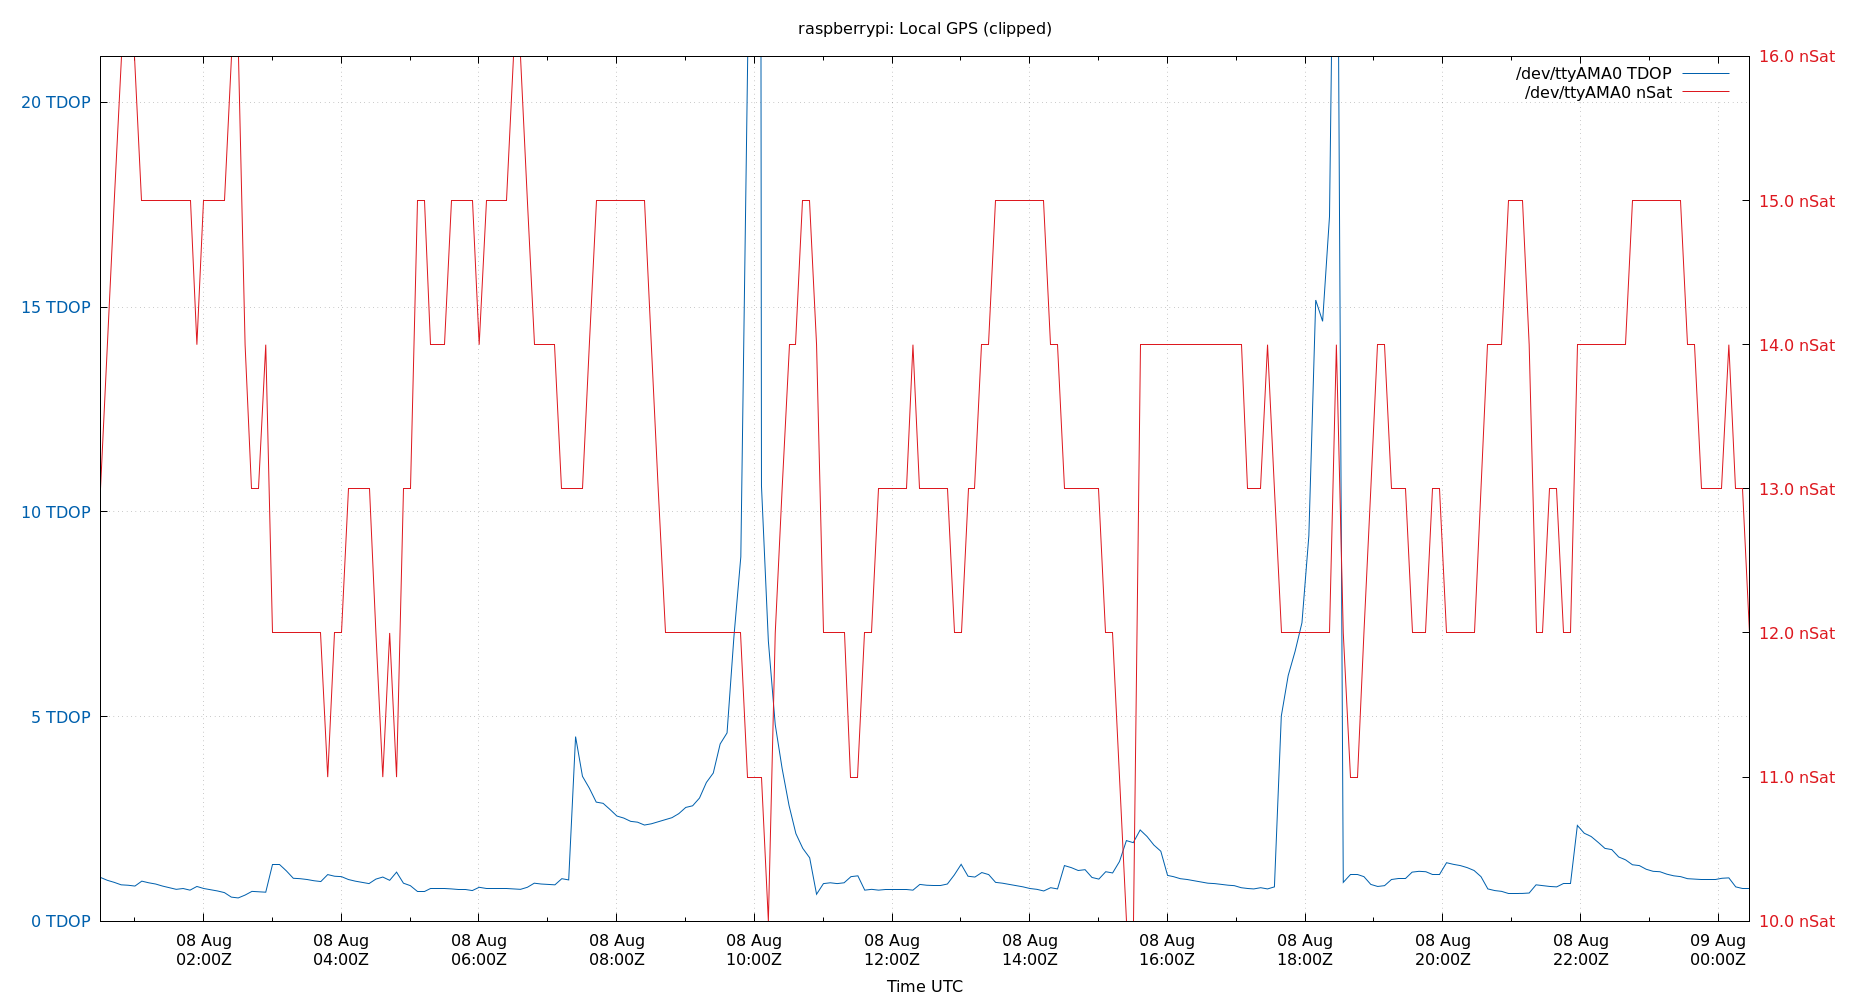 raspberrypi: Local GPS (clipped)
/dev/ttyAMA0 TDOP
/dev/ttyAMA0 nSat
20 TDOP
15 TDOP
10 TDOP
5 TDOP
0 TDOP
16.0 nSat
15.0 nSat
14.0 nSat
13.0 nSat
12.0 nSat
11.0 nSat
10.0 nSat
08 Aug
02:00Z
08 Aug
04:00Z
08 Aug
06:00Z
08 Aug
08:00Z
08 Aug
10:00Z
08 Aug
12:00Z
08 Aug
14:00Z
08 Aug
16:00Z
08 Aug
18:00Z
08 Aug
20:00Z
08 Aug
22:00Z
09 Aug
00:00Z
Time UTC